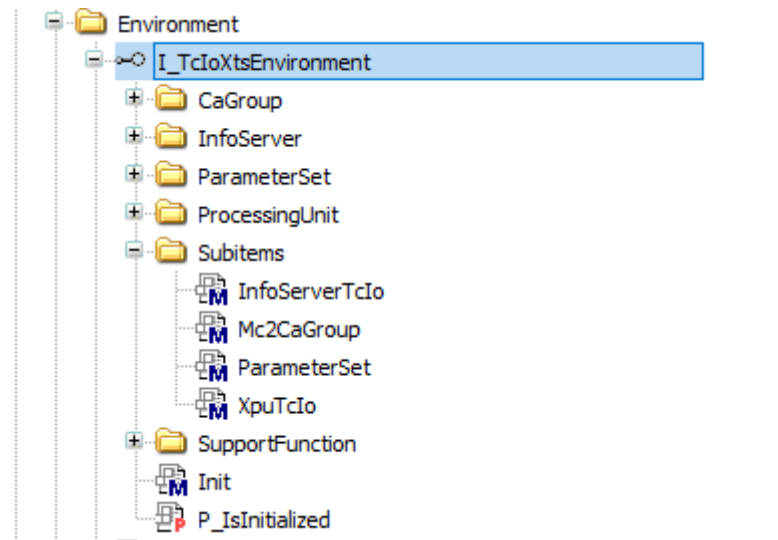 Environment
I_TcIoXtsEnvironment
CaGroup
InfoServer
ParameterSet
ProcessingUnit
Subitems
InfoServerTcIo
Mc2CaGroup
ParameterSet
XpuTcIo
SupportFunction
Init
P_IsInitialized